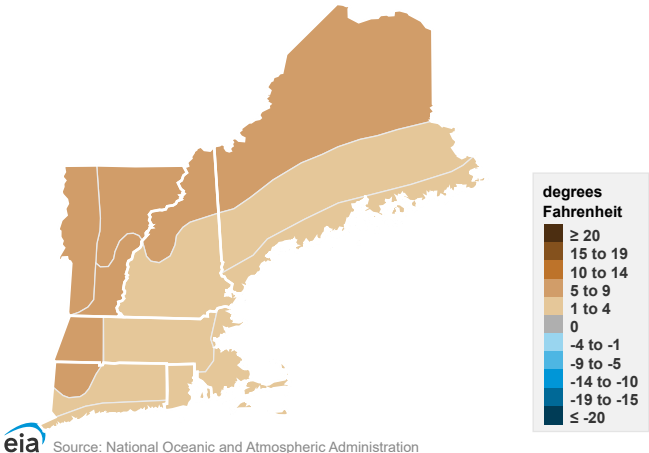 degrees
Fahrenheit
≥ 20
15 to 19
10 to 14
5 to 9
1 to 4
0
-4 to -1
-9 to -5
-14 to -10
-19 to -15
≤ -20
eia
Source: National Oceanic and Atmospheric Administration